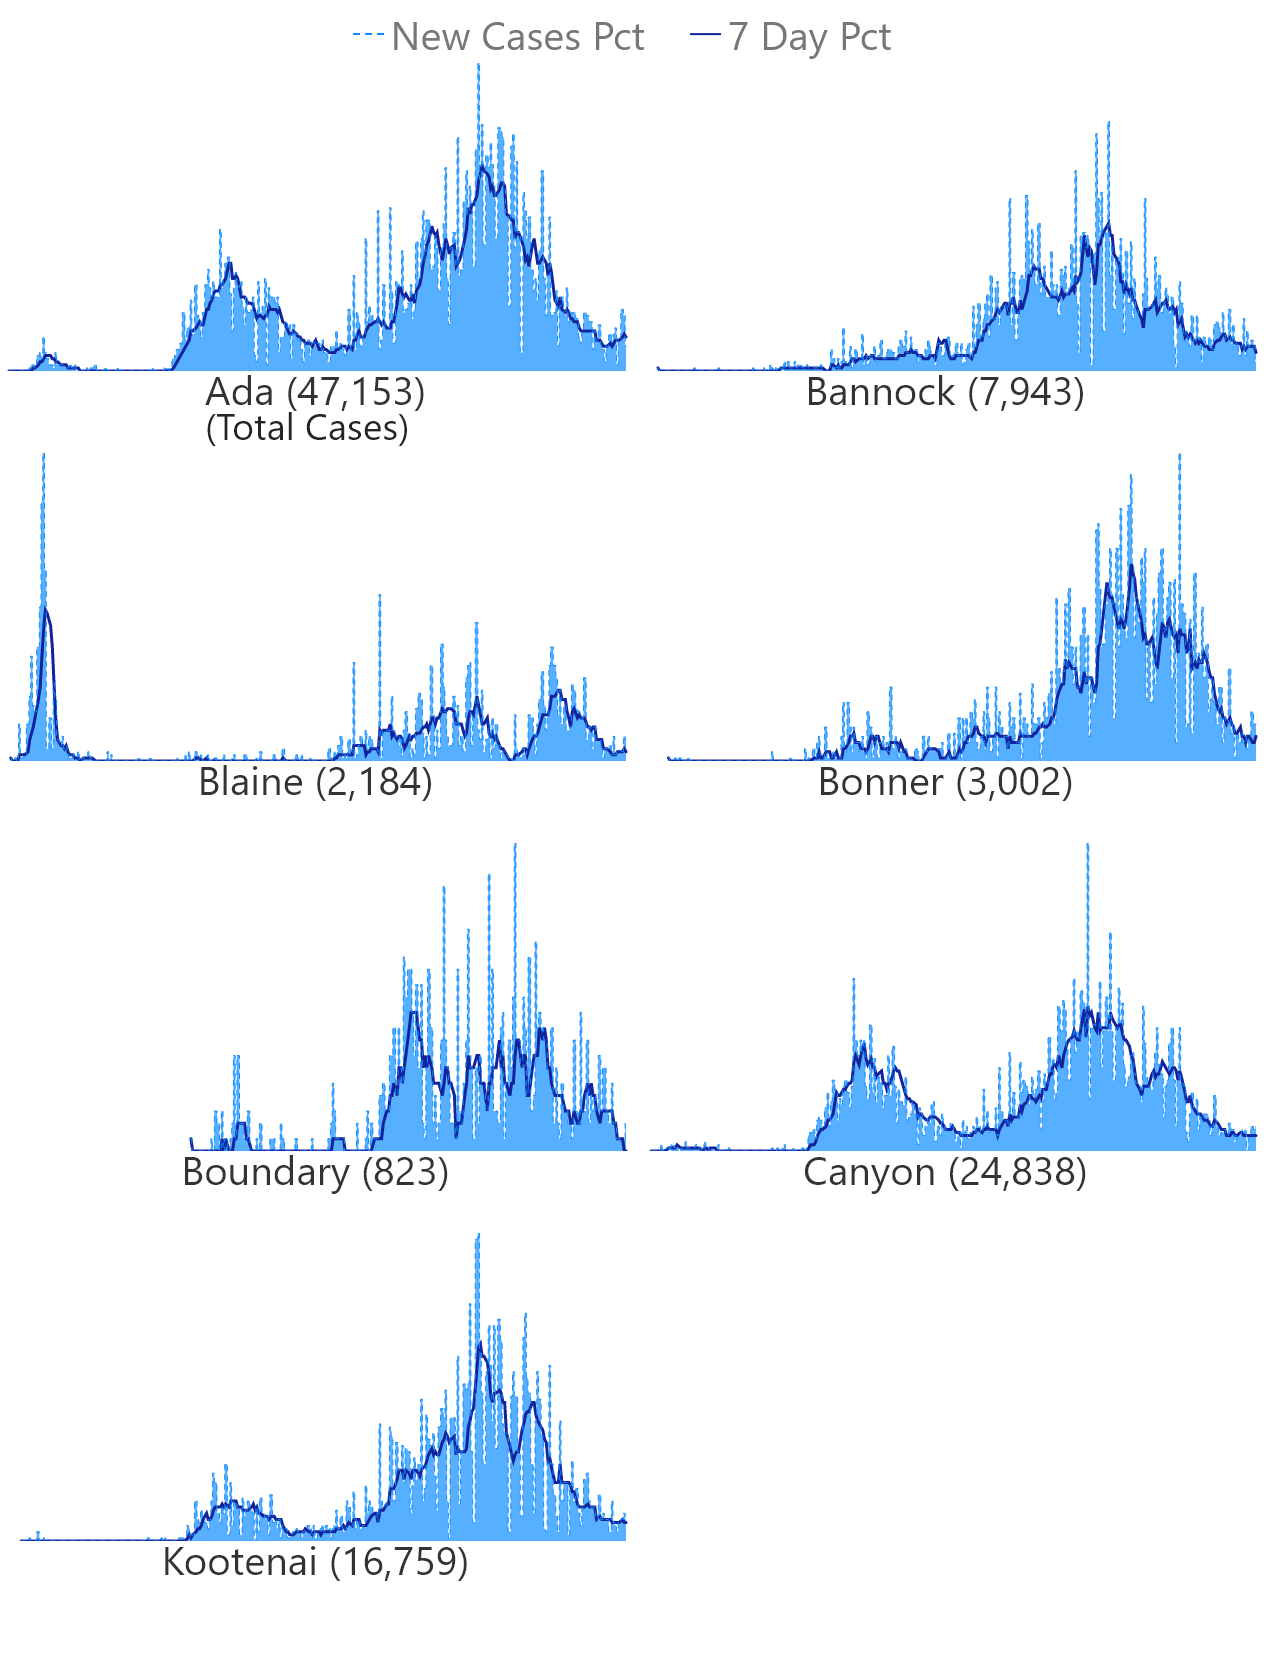 New Cases Pct 7 Day Pct
Ada (47,153)
(Total Cases)
Bannock (7,943)
Blaine (2,184)
Bonner (3,002)
Boundary (823)
Canyon (24,838)
Kootenai (16,759)